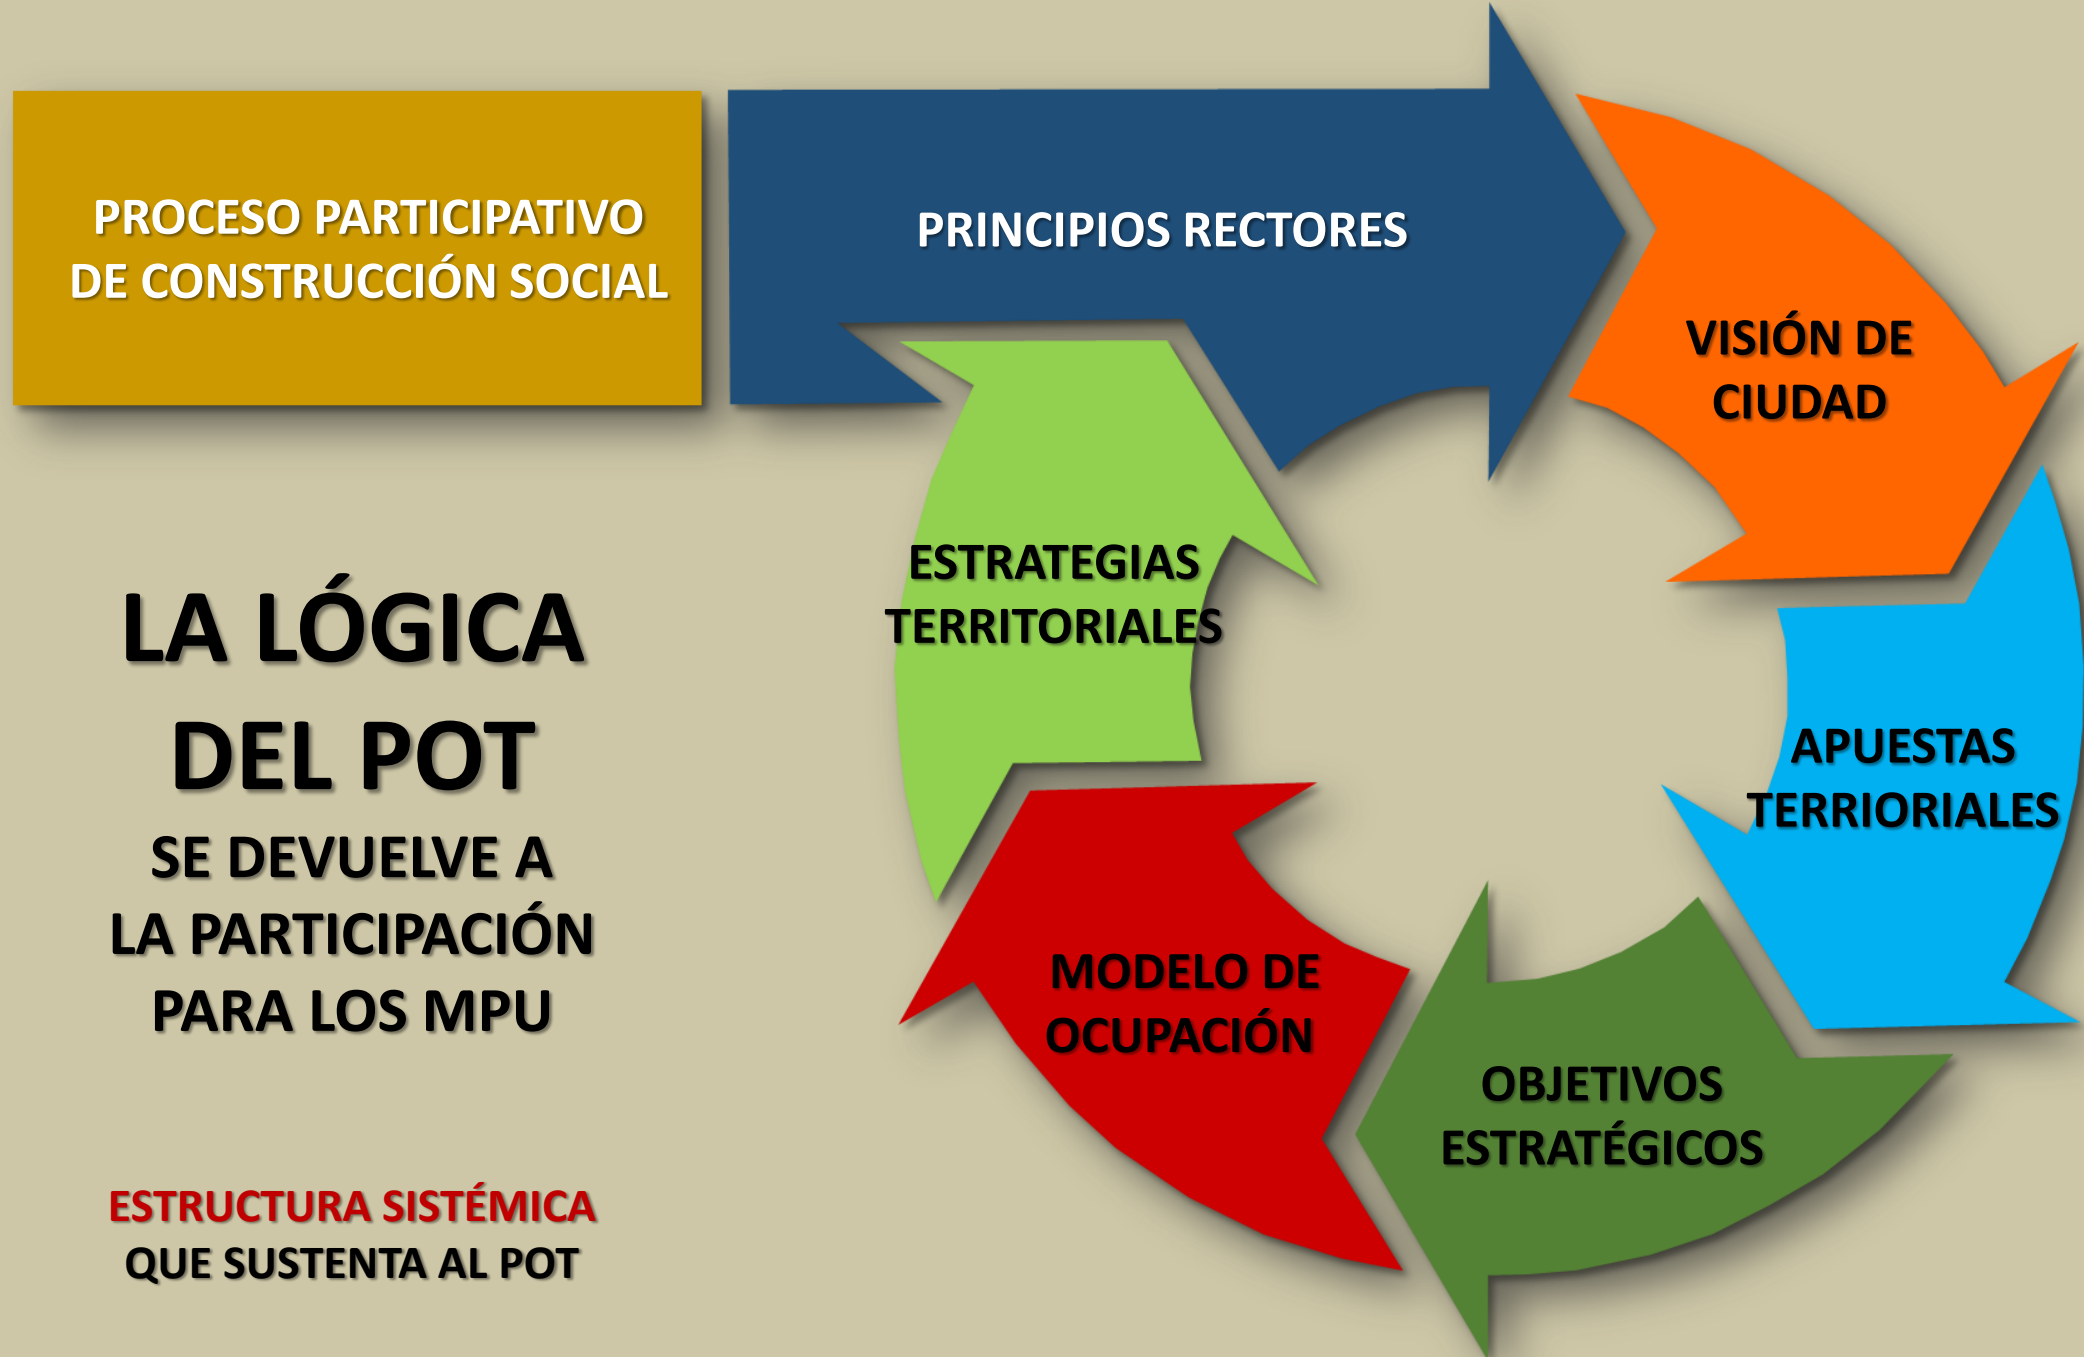 PROCESO PARTICIPATIVO
DE CONSTRUCCIÓN SOCIAL
PRINCIPIOS RECTORES
VISIÓN DE
CIUDAD
APUESTAS
TERRIORIALES
OBJETIVOS
ESTRATÉGICOS
MODELO DE
OCUPACIÓN
ESTRATEGIAS
TERRITORIALES
LA LÓGICA
DEL POT
SE DEVUELVE A
LA PARTICIPACIÓN
PARA LOS MPU
ESTRUCTURA SISTÉMICA
QUE SUSTENTA AL POT